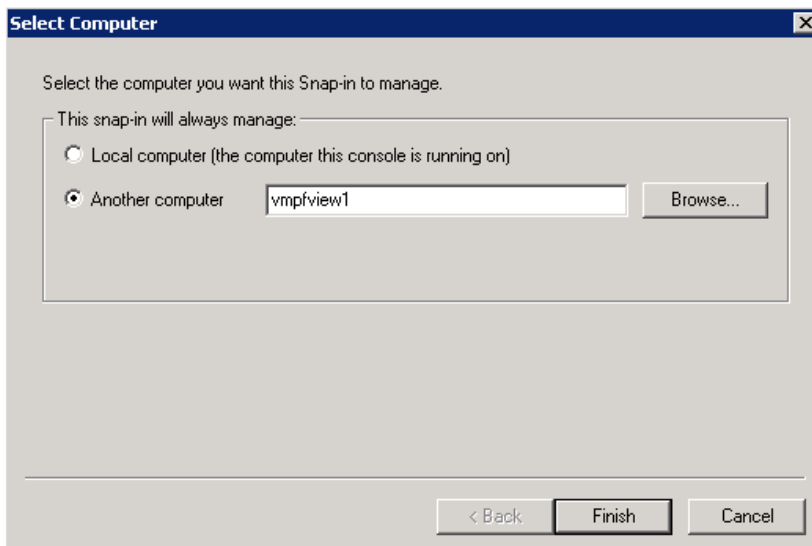 Select Computer
Select the computer you want this Snap-in to manage.
This snap-in will always manage:
Local computer (the computer this console is running on)
Another computer vmpfview1 Browse...
< Back Finish Cancel